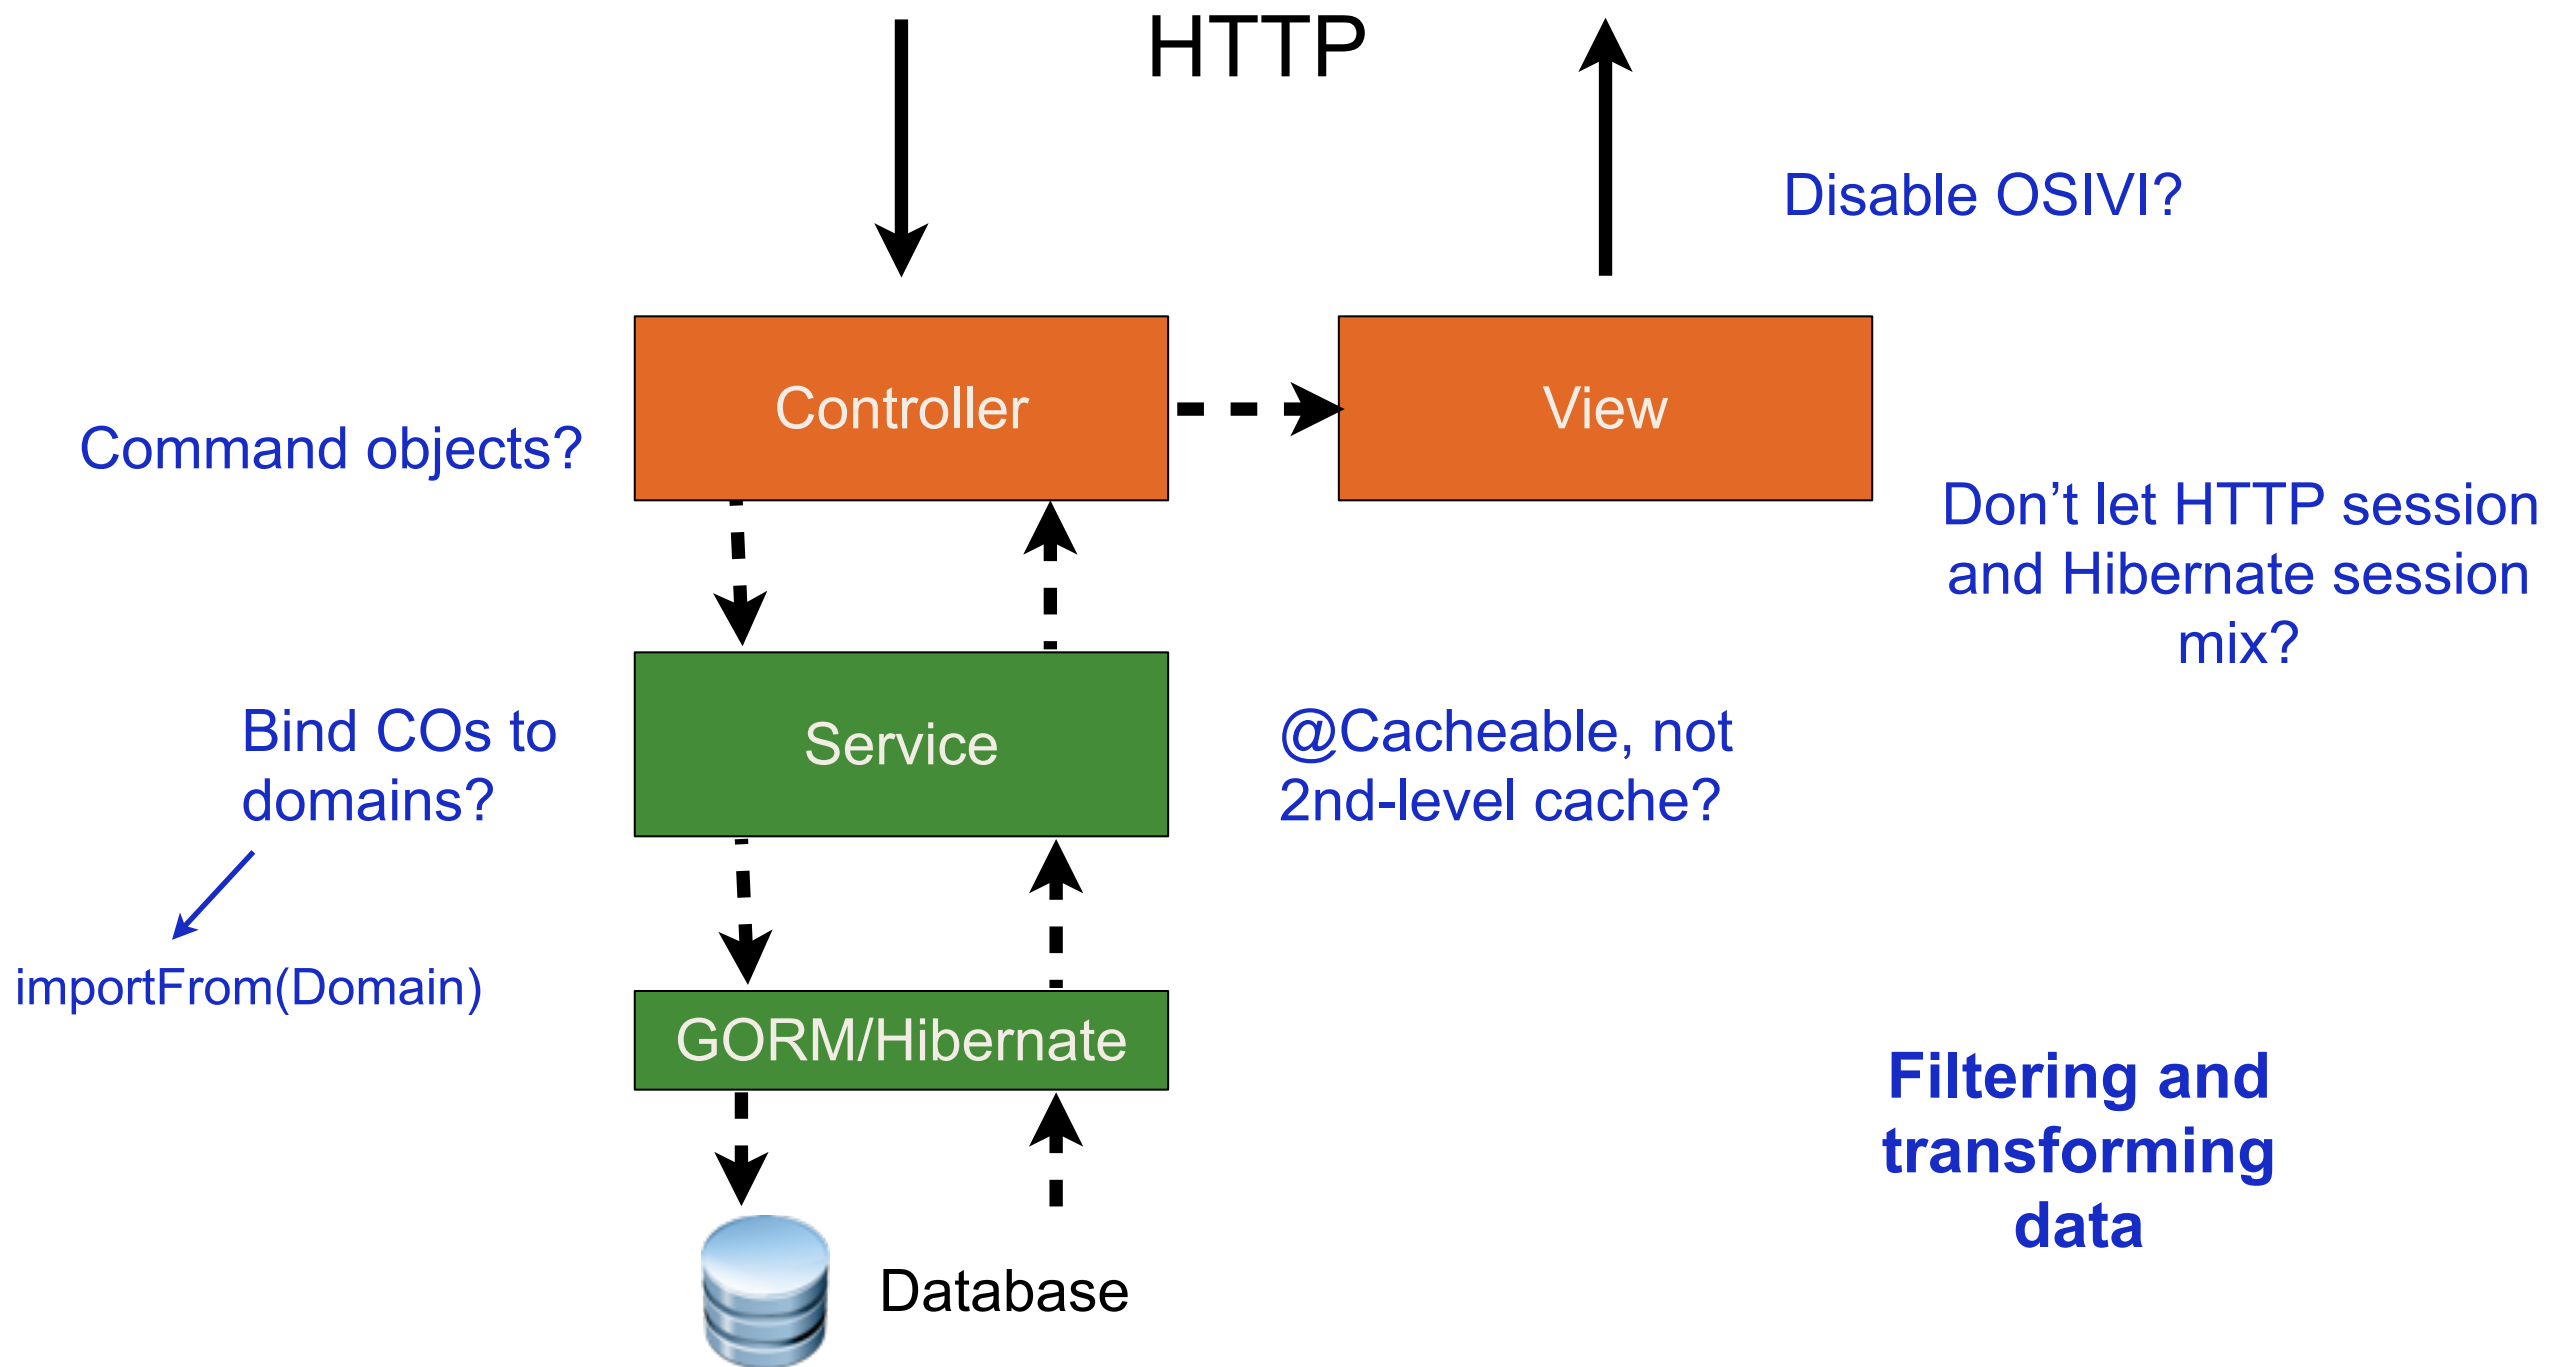 HTTP
Disable OSIVI?
Controller
View
Command objects?
Don’t let HTTP session
and Hibernate session
mix?
Bind COs to
domains?
Service
@Cacheable, not
2nd-level cache?
importFrom(Domain)
GORM/Hibernate
Filtering and
transforming
data
Database